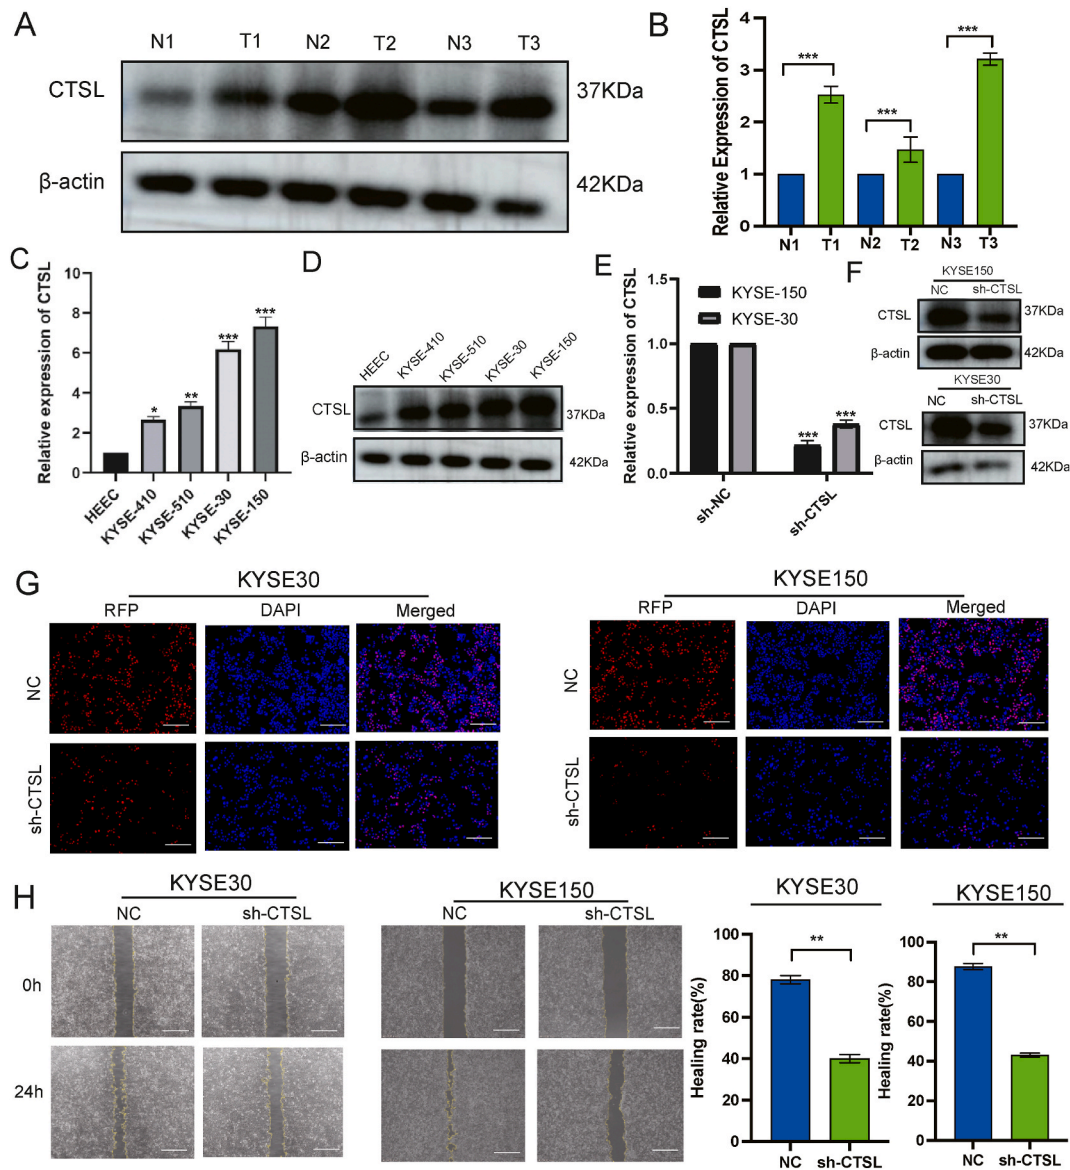 A
N1 T1 N2 T2 N3 T3
CTSL
37KDa
β-actin
42KDa
B
Relative Expression of CTSL
4
3
2
1
0
***
***
***
N1 T1 N2 T2 N3 T3
C
Relative expression of CTSL
10
8
6
4
2
0
*
**
***
***
HEEC
KYSE-410
KYSE-510
KYSE-30
KYSE-150
D
HEEC
KYSE-410
KYSE-510
KYSE-30
KYSE-150
CTSL
37KDa
β-actin
42KDa
E
Relative expression of CTSL
1.5
1.0
0.5
0.0
KYSE-150
KYSE-30
***
***
sh-NC
sh-CTSL
F
KYSE150
NC sh-CTSL
CTSL
37KDa
β-actin
42KDa
KYSE30
NC sh-CTSL
CTSL
37KDa
β-actin
42KDa
G
KYSE30
RFP DAPI Merged
NC
sh-CTSL
KYSE150
RFP DAPI Merged
NC
sh-CTSL
H
KYSE30
NC sh-CTSL
0h
24h
KYSE150
NC sh-CTSL
KYSE30
Healing rate(%)
100
80
60
40
20
0
**
NC sh-CTSL
KYSE150
Healing rate(%)
100
80
60
40
20
0
**
NC sh-CTSL